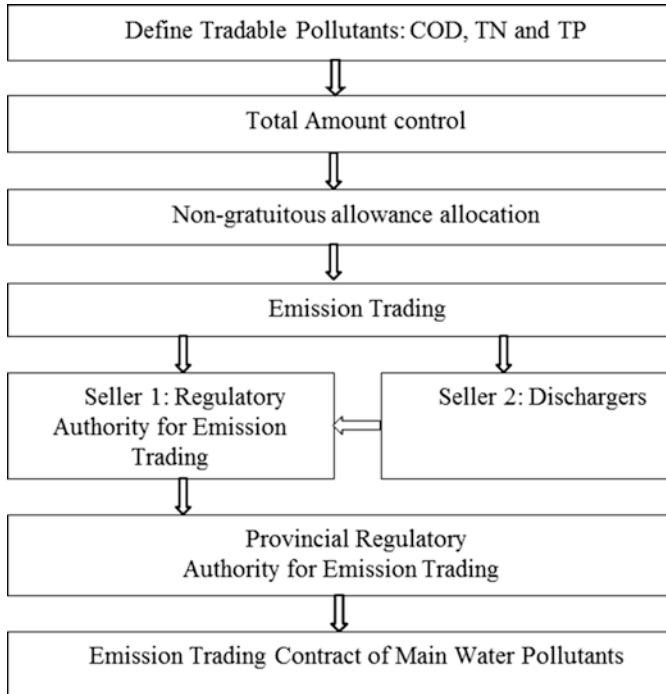 Define Tradable Pollutants: COD, TN and TP
Total Amount control
Non-gratuitous allowance allocation
Emission Trading
Seller 1: Regulatory
Authority for Emission
Trading
Seller 2: Dischargers
Provincial Regulatory
Authority for Emission Trading
Emission Trading Contract of Main Water Pollutants